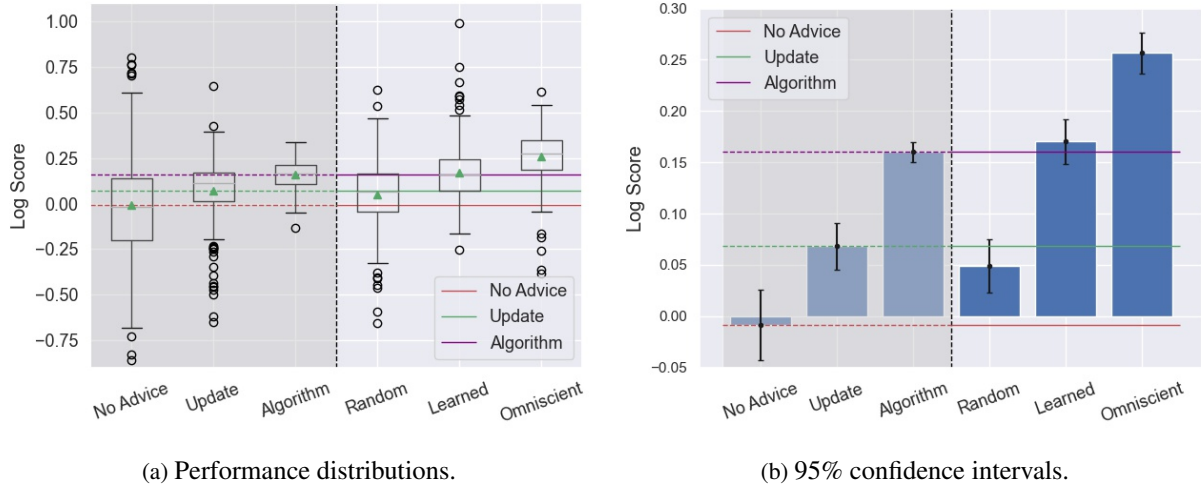 Log Score
1.00
0.75
0.50
0.25
0.00
−0.25
−0.50
−0.75
No Advice
Update
Algorithm
No Advice
Update
Algorithm
Random
Learned
Omniscient
(a) Performance distributions.
Log Score
0.30
0.25
0.20
0.15
0.10
0.05
0.00
−0.05
No Advice
Update
Algorithm
No Advice
Update
Algorithm
Random
Learned
Omniscient
(b) 95% confidence intervals.